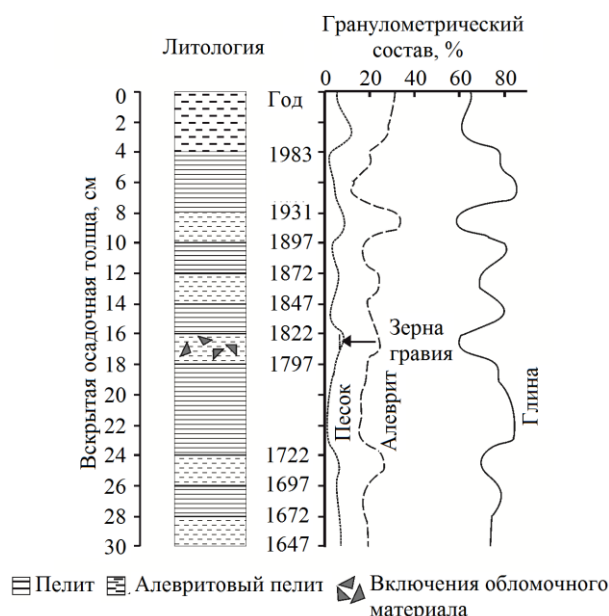 Литология
Гранулометрический
состав, %
0 20 40 60 80
Год
Вскрытая осадочная толща, см
0
2
4 1983
6
8 1931
10 1897
12 1872
14 1847
16 1822
18 1797
20
22
24 1722
26 1697
28 1672
30 1647
Зерна
гравия
Песок
Алеврит
Глина
Пелит Алевритовый пелит Включения обломочного
материала